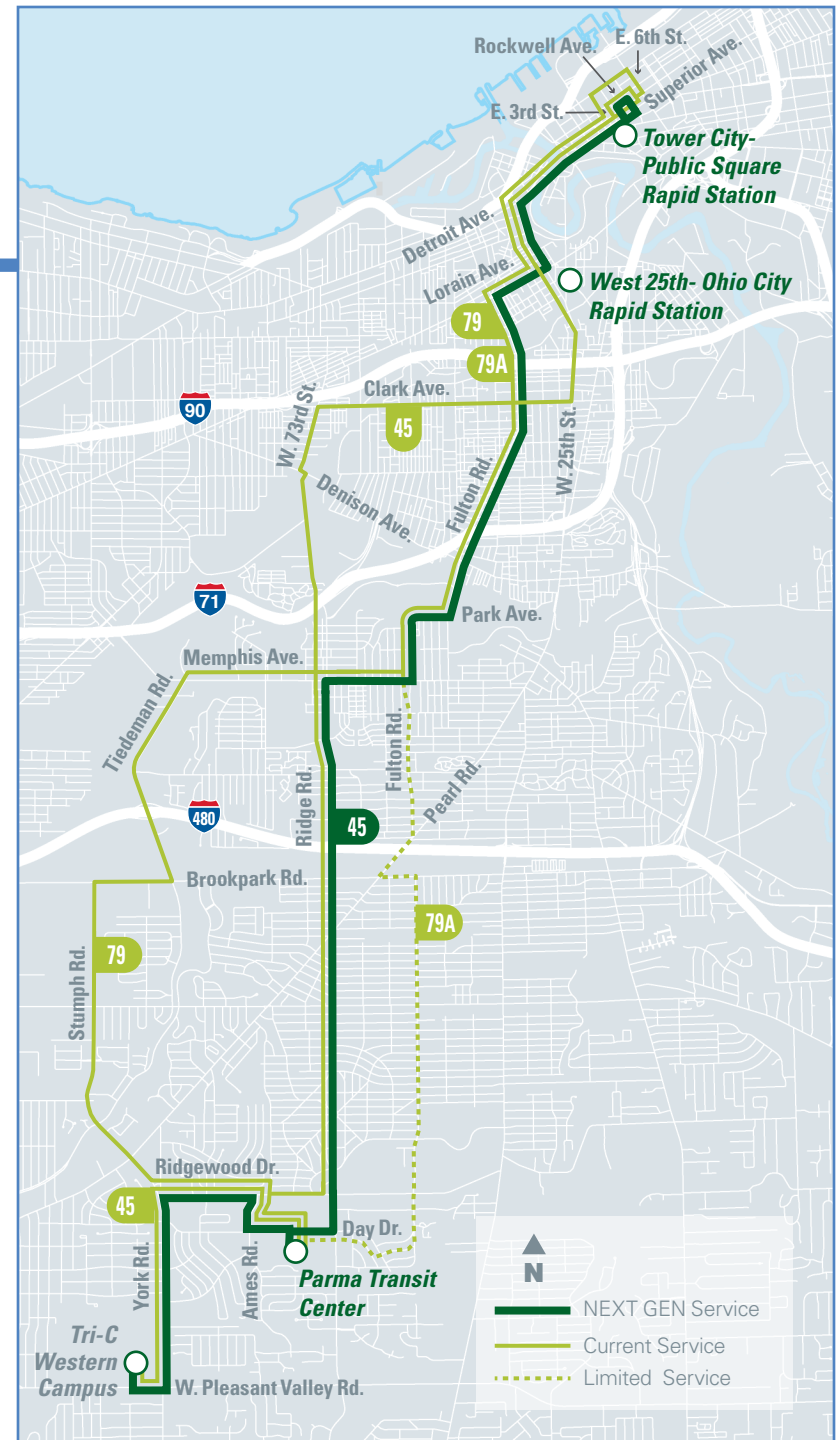 Rockwell Ave.
E. 6th St.
Superior Ave.
E. 3rd St.
Tower City-
Public Square
Rapid Station
Detroit Ave.
Lorain Ave.
West 25th- Ohio City
Rapid Station
79
79A
90
Clark Ave.
W. 73rd St.
45
W. 25th St.
Denison Ave.
Fulton Rd.
71
Park Ave.
Memphis Ave.
Tiedeman Rd.
Fulton Rd.
Pearl Rd.
Ridge Rd.
480
45
Brookpark Rd.
79A
79
Stumph Rd.
Ridgewood Dr.
45
Day Dr.
York Rd.
Ames Rd.
Parma Transit
Center
Tri-C
Western
Campus
W. Pleasant Valley Rd.
N
NEXT GEN Service
Current Service
Limited Service